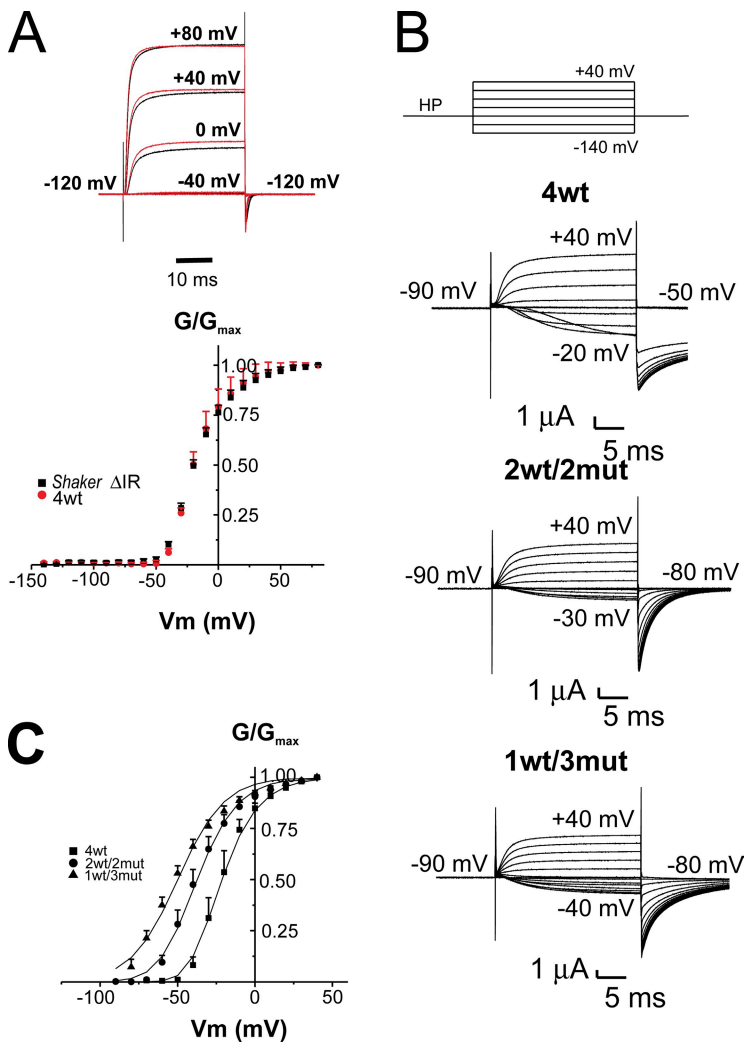 A
+80 mV
+40 mV
0 mV
-120 mV
-40 mV
-120 mV
10 ms
G/Gmax
1.00
0.75
0.50
0.25
Shaker ΔIR
4wt
-150
-100
-50
0
50
Vm (mV)
B
HP
+40 mV
-140 mV
4wt
+40 mV
-90 mV
-50 mV
-20 mV
1 µA
5 ms
2wt/2mut
+40 mV
-90 mV
-80 mV
-30 mV
1 µA
5 ms
1wt/3mut
+40 mV
-90 mV
-80 mV
-40 mV
1 µA
5 ms
C
G/Gmax
1.00
0.75
0.50
0.25
4wt
2wt/2mut
1wt/3mut
-100
-50
0
50
Vm (mV)